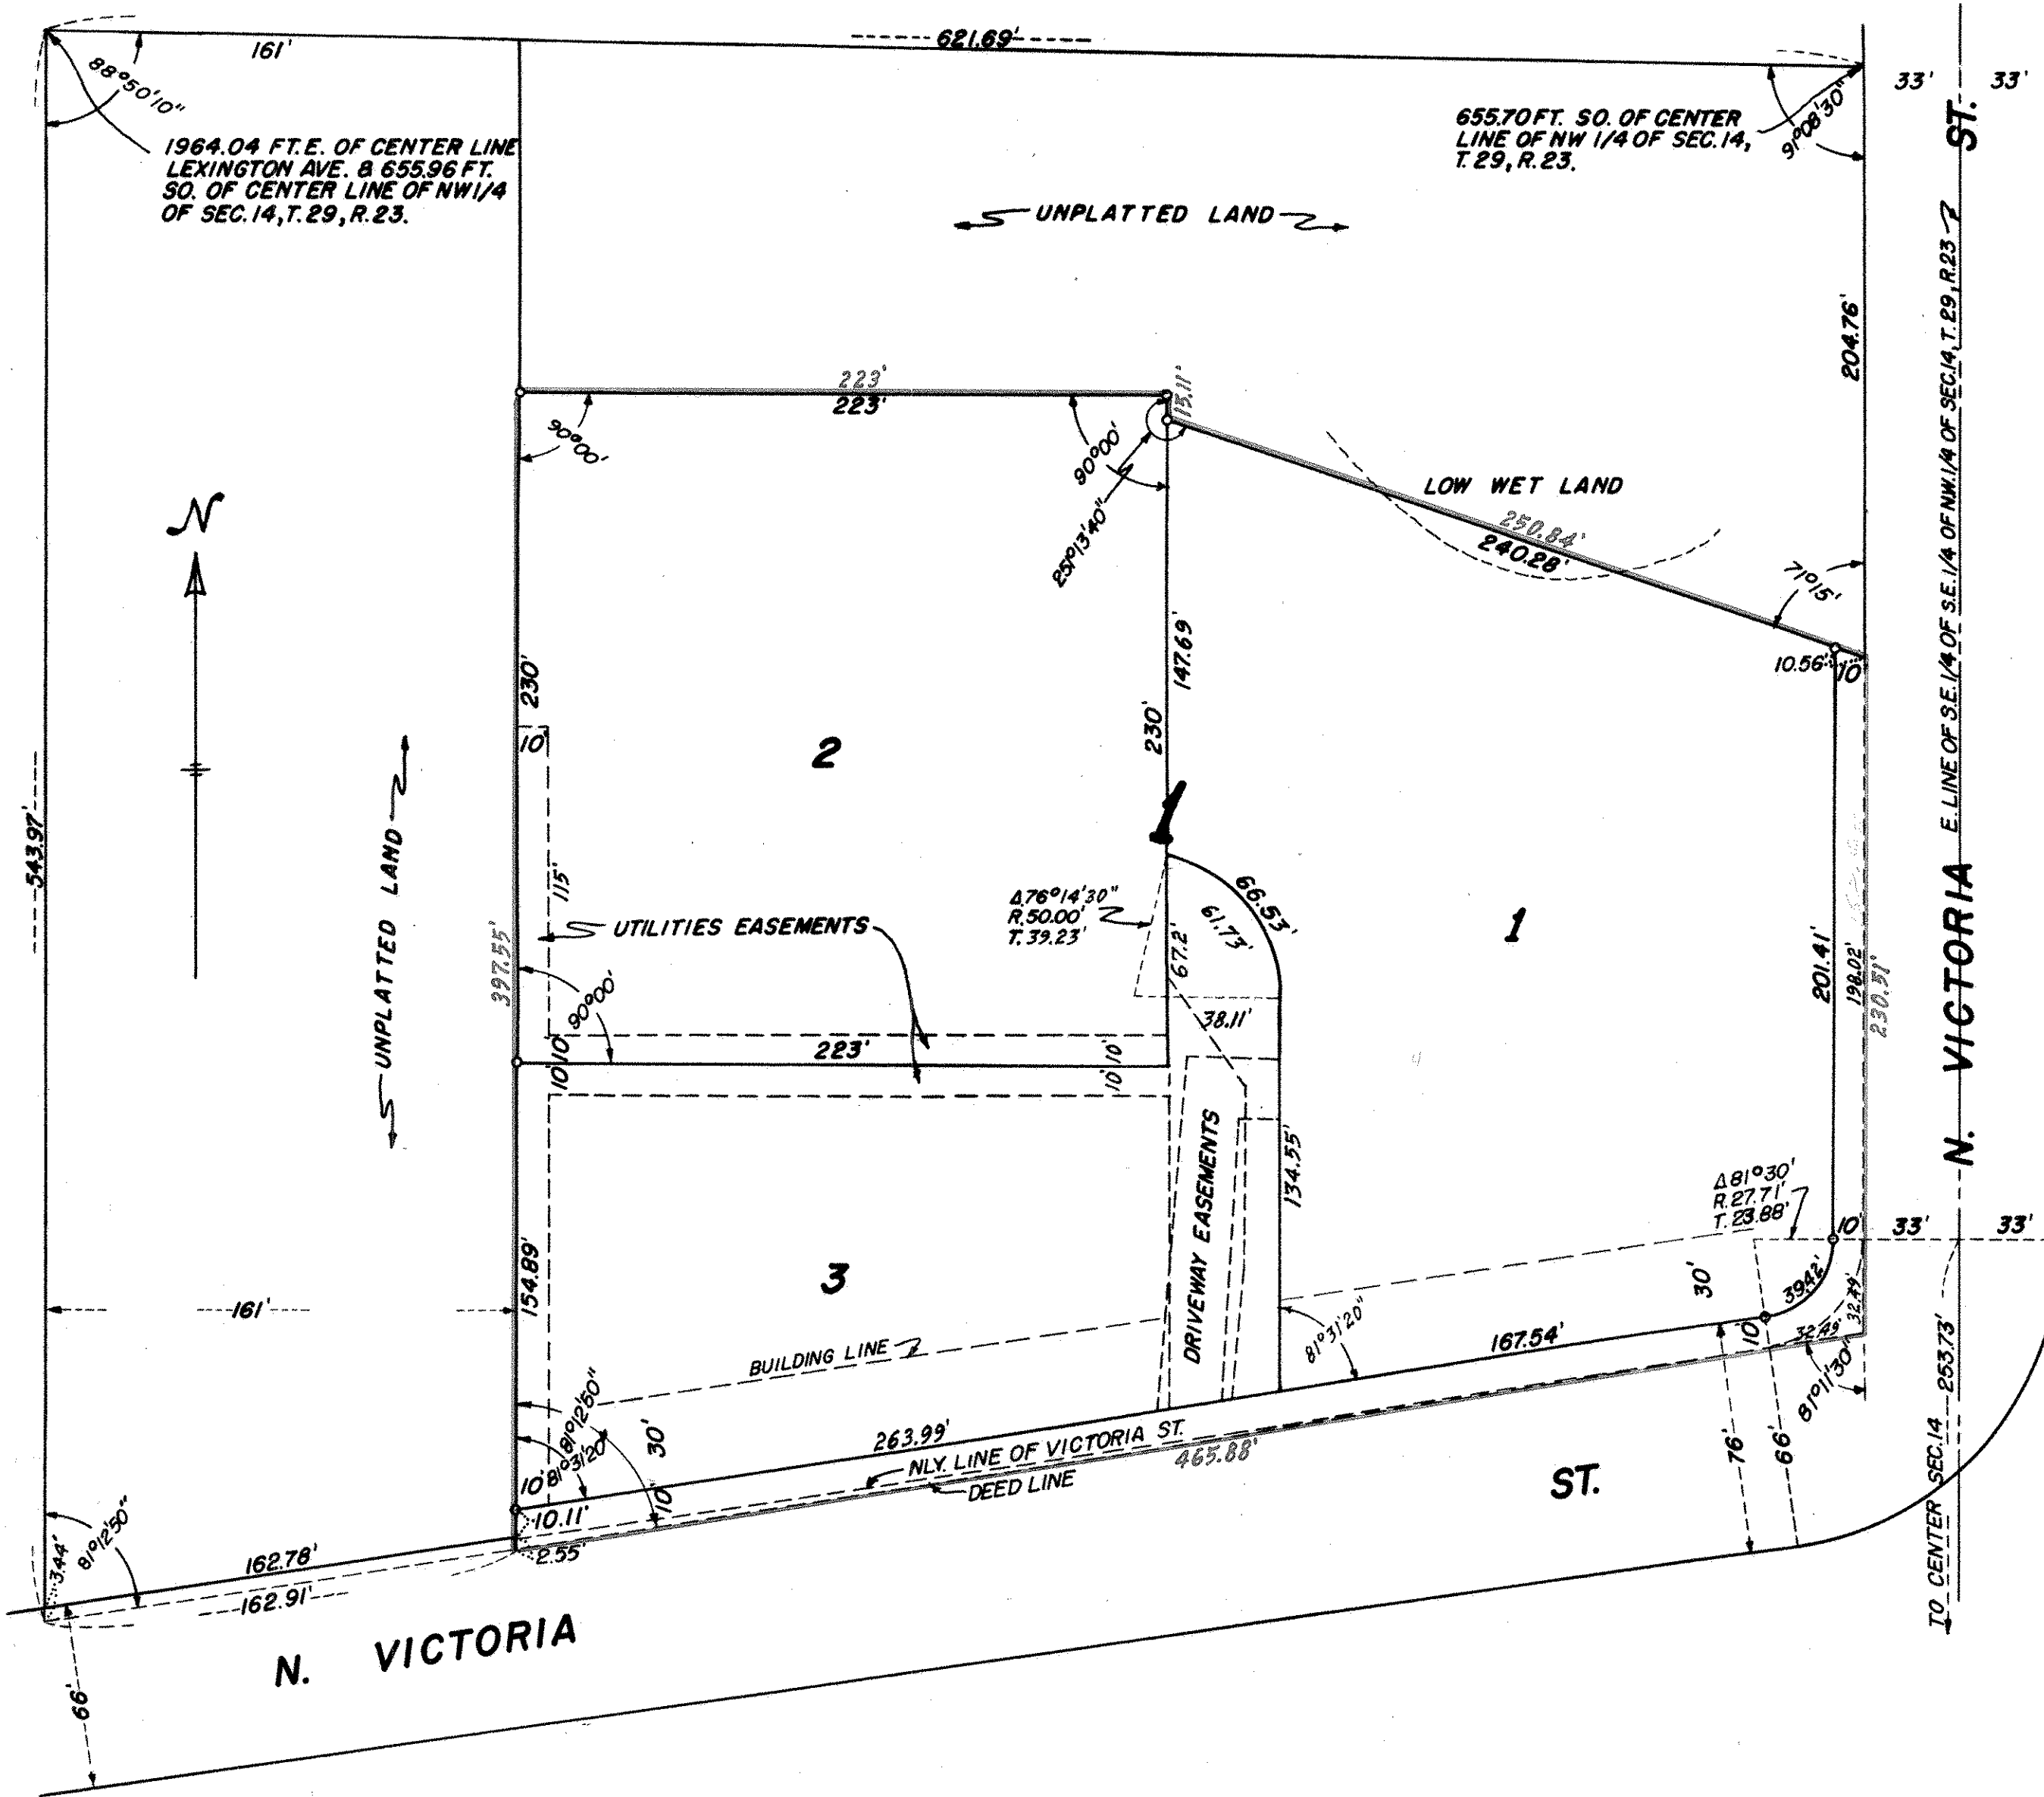 621.69'
161'
33' 33'
88°50'10"
91°08'30"
1964.04 FT. E. OF CENTER LINE
LEXINGTON AVE. & 655.96 FT.
SO. OF CENTER LINE OF NW1/4
OF SEC. 14, T. 29, R. 23.
655.70 FT. SO. OF CENTER
LINE OF NW 1/4 OF SEC. 14,
T. 29, R. 23.
UNPLATTED LAND
N. VICTORIA ST.
E. LINE OF S.E. 1/4 OF S.E. 1/4 OF NW. 1/4 OF SEC. 14, T. 29, R. 23
204.76'
223'
223'
15.11'
90°00'
90°00'
251°13'40"
LOW WET LAND
250.84'
240.28'
71°15'
10.56'
10'
N
230'
147.69'
230'
10'
2
1
543.97'
UNPLATTED LAND
115'
397.55'
UTILITIES EASEMENTS
Δ 76°14'30"
R. 50.00'
T. 39.23'
66.53'
61.73'
67.2'
1
201.41'
198.02'
230.51'
90°00'
38.11'
10'
223'
10'
10'
10'
DRIVEWAY EASEMENTS
134.55'
Δ 81°30'
R. 27.71'
T. 23.88'
10'
33' 33'
154.89'
3
161'
30'
39.42'
32.49'
81°31'20"
BUILDING LINE
167.54'
10'
32.49'
81°11'30"
253.73'
TO CENTER SEC. 14
81°12'50"
30'
10' 81°31'20"
263.99'
NLY. LINE OF VICTORIA ST.
465.88'
DEED LINE
10'
10.11'
2.55'
76'
66'
ST.
3.44'
81°12'50"
162.78'
162.91'
N. VICTORIA
66'